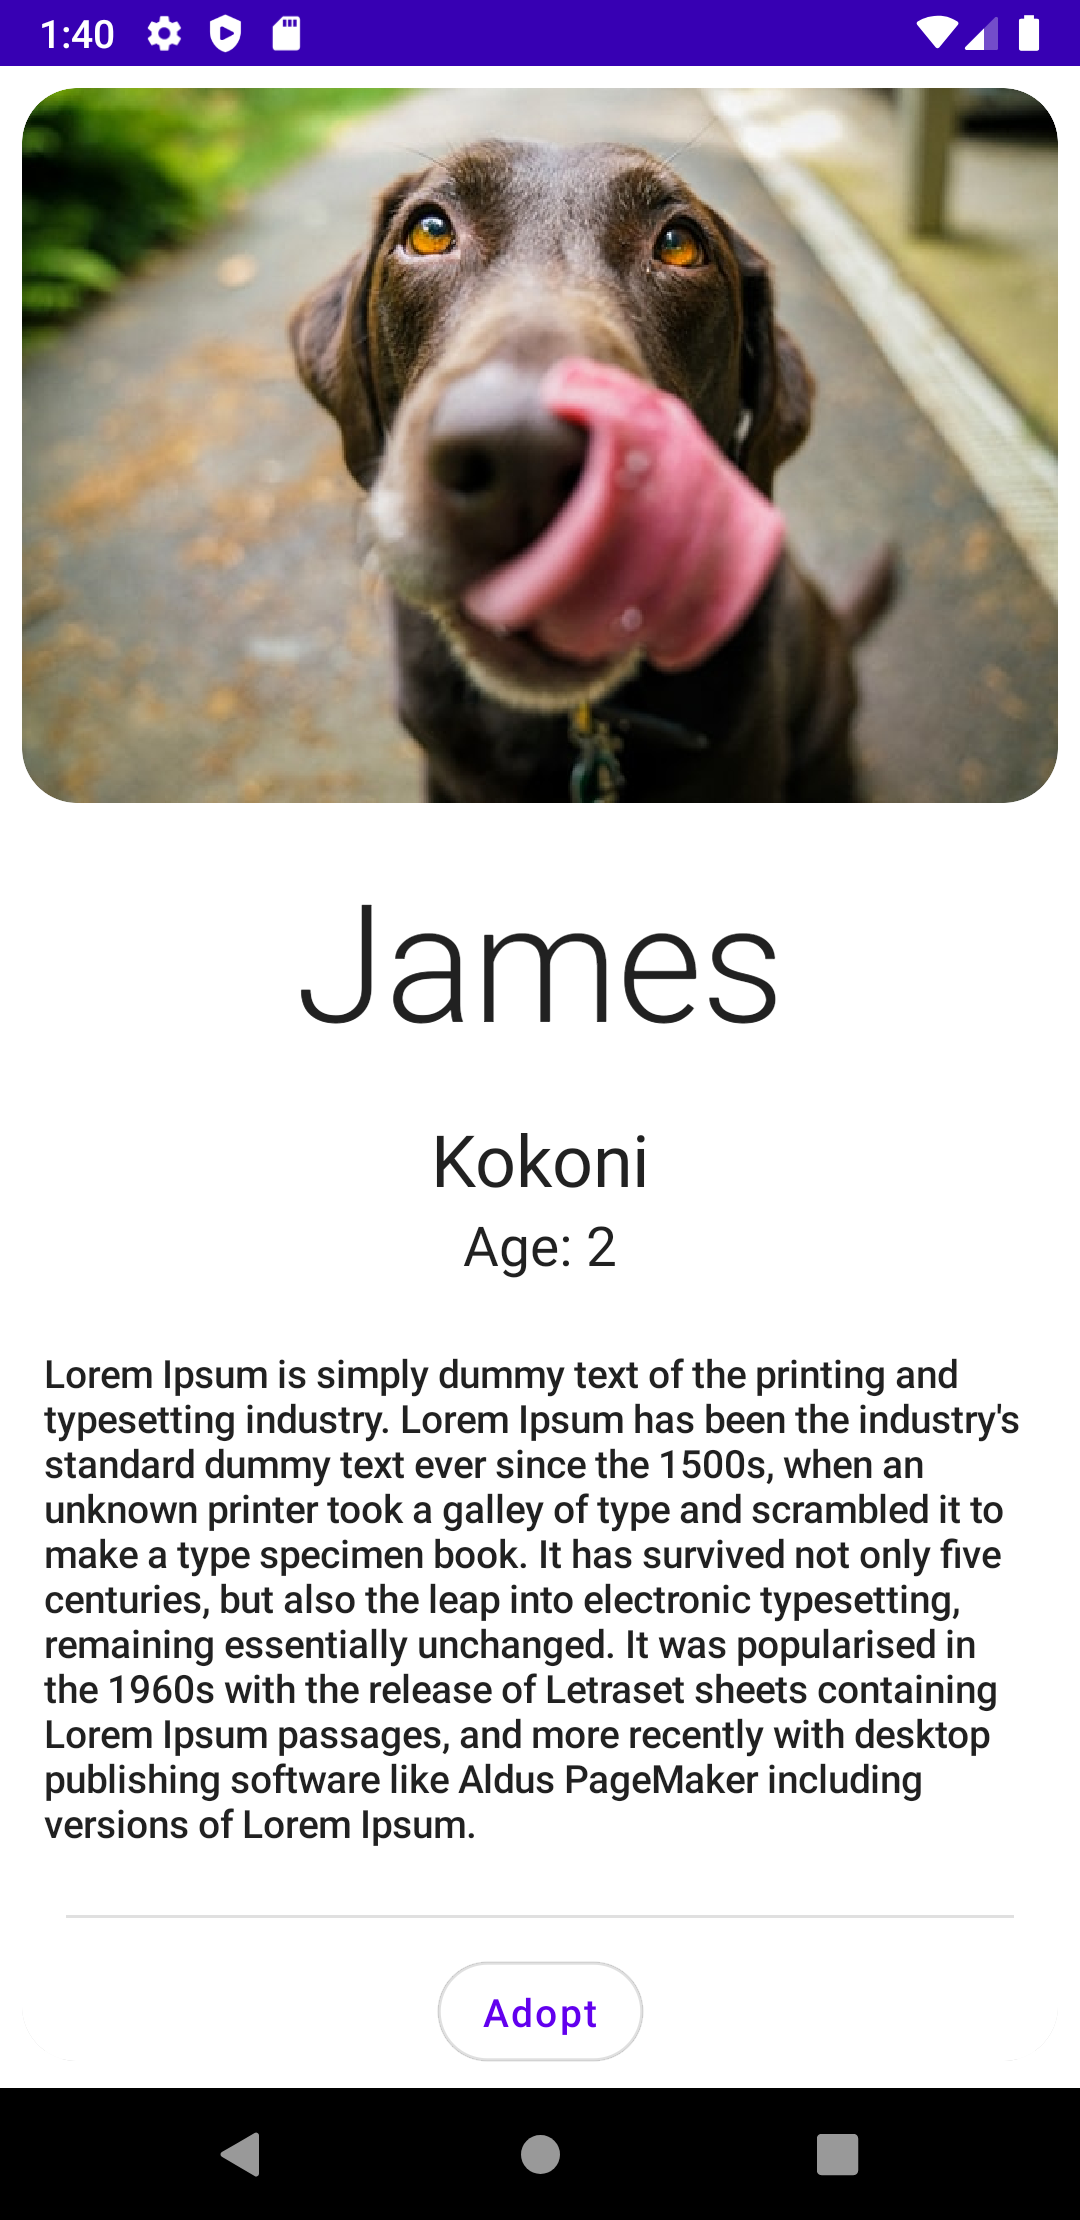 1:40
James
Kokoni
Age: 2
Lorem Ipsum is simply dummy text of the printing and
typesetting industry. Lorem Ipsum has been the industry's
standard dummy text ever since the 1500s, when an
unknown printer took a galley of type and scrambled it to
make a type specimen book. It has survived not only five
centuries, but also the leap into electronic typesetting,
remaining essentially unchanged. It was popularised in
the 1960s with the release of Letraset sheets containing
Lorem Ipsum passages, and more recently with desktop
publishing software like Aldus PageMaker including
versions of Lorem Ipsum.
Adopt